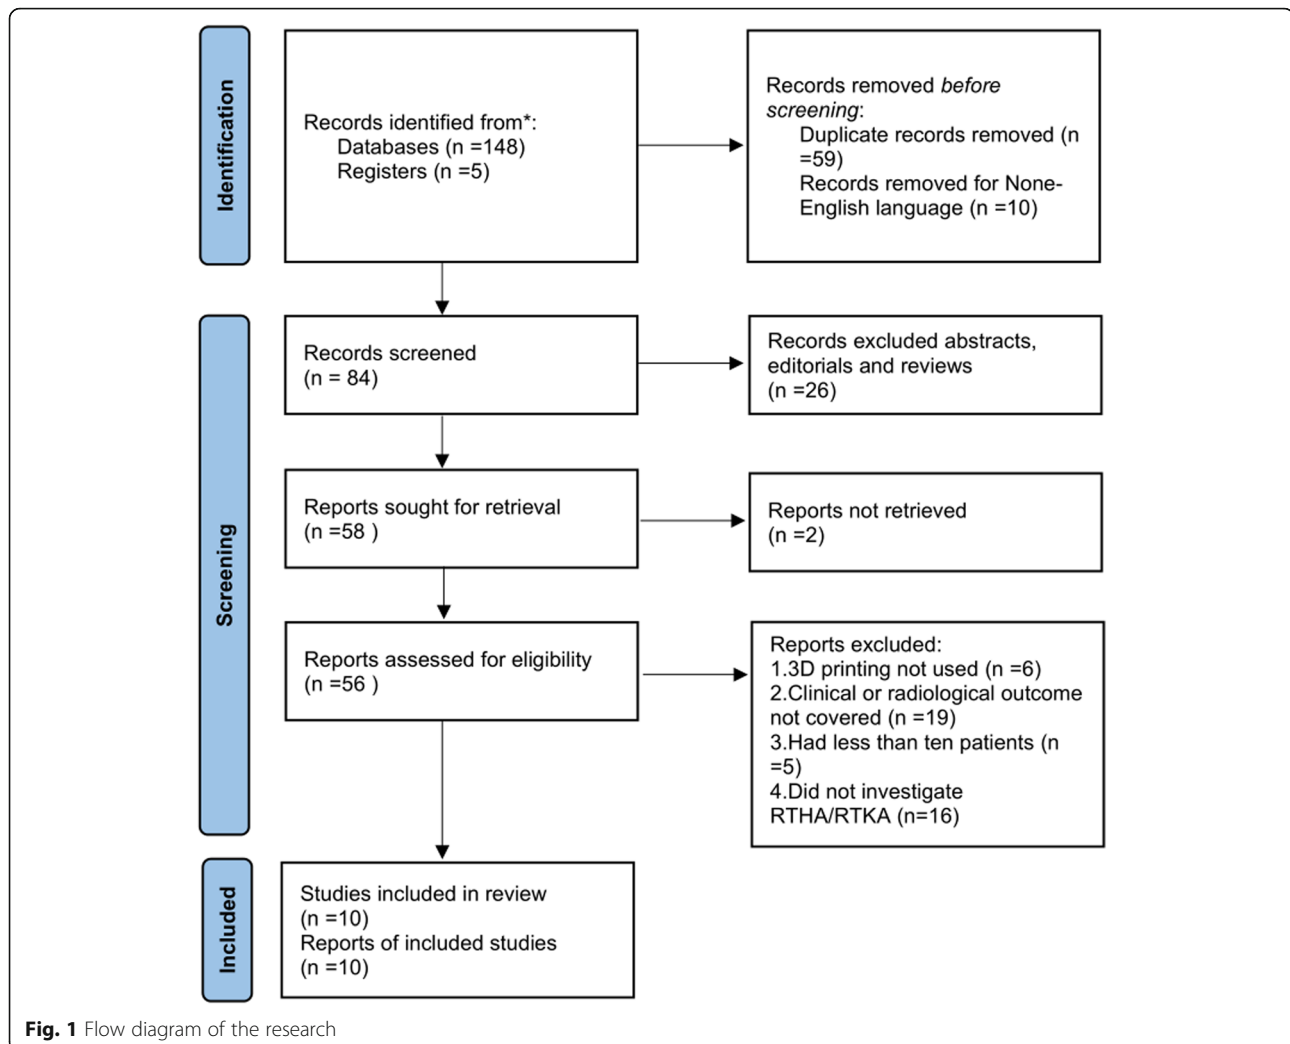 Identification
Records identified from*:
Databases (n =148)
Registers (n =5)
Records removed before
screening:
Duplicate records removed (n
=59)
Records removed for None-
English language (n =10)
Screening
Records screened
(n = 84)
Records excluded abstracts,
editorials and reviews
(n =26)
Reports sought for retrieval
(n =58 )
Reports not retrieved
(n =2)
Reports assessed for eligibility
(n =56 )
Reports excluded:
1.3D printing not used (n =6)
2.Clinical or radiological outcome
not covered (n =19)
3.Had less than ten patients (n
=5)
4.Did not investigate
RTHA/RTKA (n=16)
Included
Studies included in review
(n =10)
Reports of included studies
(n =10)
Fig. 1 Flow diagram of the research